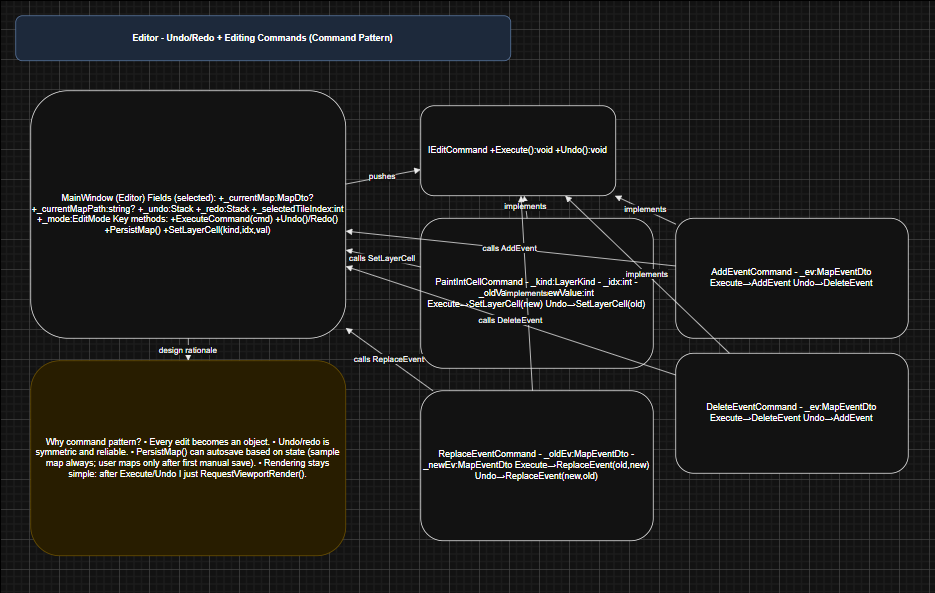 Editor - Undo/Redo + Editing Commands (Command Pattern)
MainWindow (Editor) Fields (selected): +_currentMap:MapDto?
+_currentMapPath:string? +_undo:Stack +_redo:Stack +_selectedTileIndex:int
+_mode:EditMode Key methods: +ExecuteCommand(cmd) +Undo()/Redo()
+PersistMap() +SetLayerCell(kind,idx,val)
pushes
IEditCommand +Execute():void +Undo():void
implements
implements
implements
implements
calls AddEvent
calls SetLayerCell
calls DeleteEvent
calls ReplaceEvent
PaintIntCellCommand - _kind:LayerKind - _idx:int -
ewValue:int
Execute→SetLayerCell(new) Undo→SetLayerCell(old)
AddEventCommand - _ev:MapEventDto
Execute→AddEvent Undo→DeleteEvent
DeleteEventCommand - _ev:MapEventDto
Execute→DeleteEvent Undo→AddEvent
ReplaceEventCommand - _oldEv:MapEventDto -
_newEv:MapEventDto Execute→ReplaceEvent(old,new)
Undo→ReplaceEvent(new,old)
design rationale
Why command pattern? • Every edit becomes an object. • Undo/redo is
symmetric and reliable. • PersistMap() can autosave based on state (sample
map always; user maps only after first manual save). • Rendering stays
simple: after Execute/Undo I just RequestViewportRender().